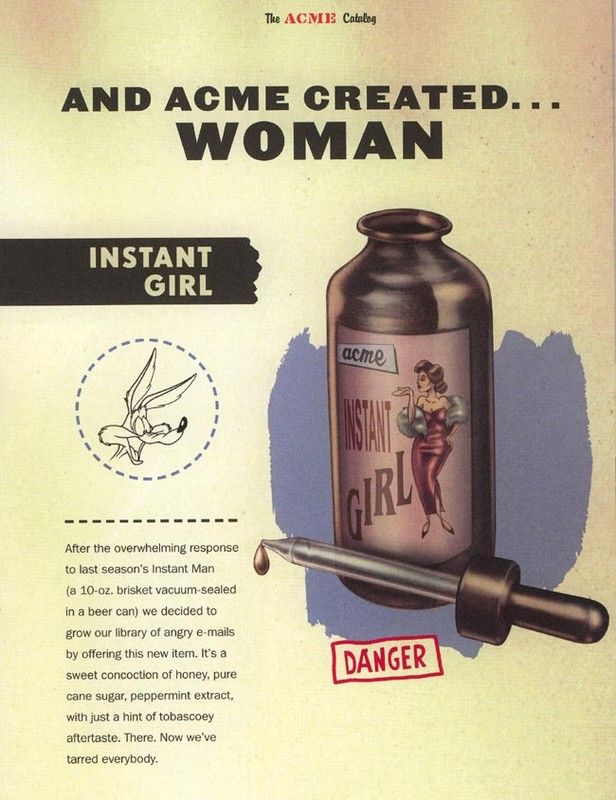 The ACME Catalog
AND ACME CREATED...
WOMAN
INSTANT
GIRL
acme
INSTANT
GIRL
After the overwhelming response
to last season's Instant Man
(a 10-oz. brisket vacuum-sealed
in a beer can) we decided to
grow our library of angry e-mails
by offering this new item. It's a
sweet concoction of honey, pure
cane sugar, peppermint extract,
with just a hint of tobascoey
aftertaste. There. Now we've
tarred everybody.
DANGER